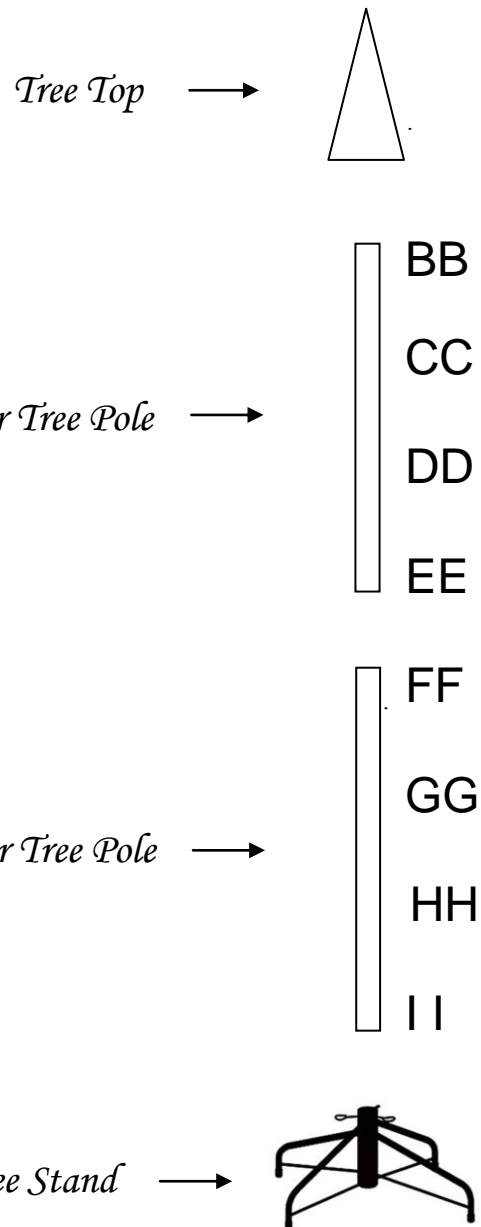 Tree Top
BB
CC
r Tree Pole
DD
EE
FF
GG
r Tree Pole
HH
I I
ee Stand